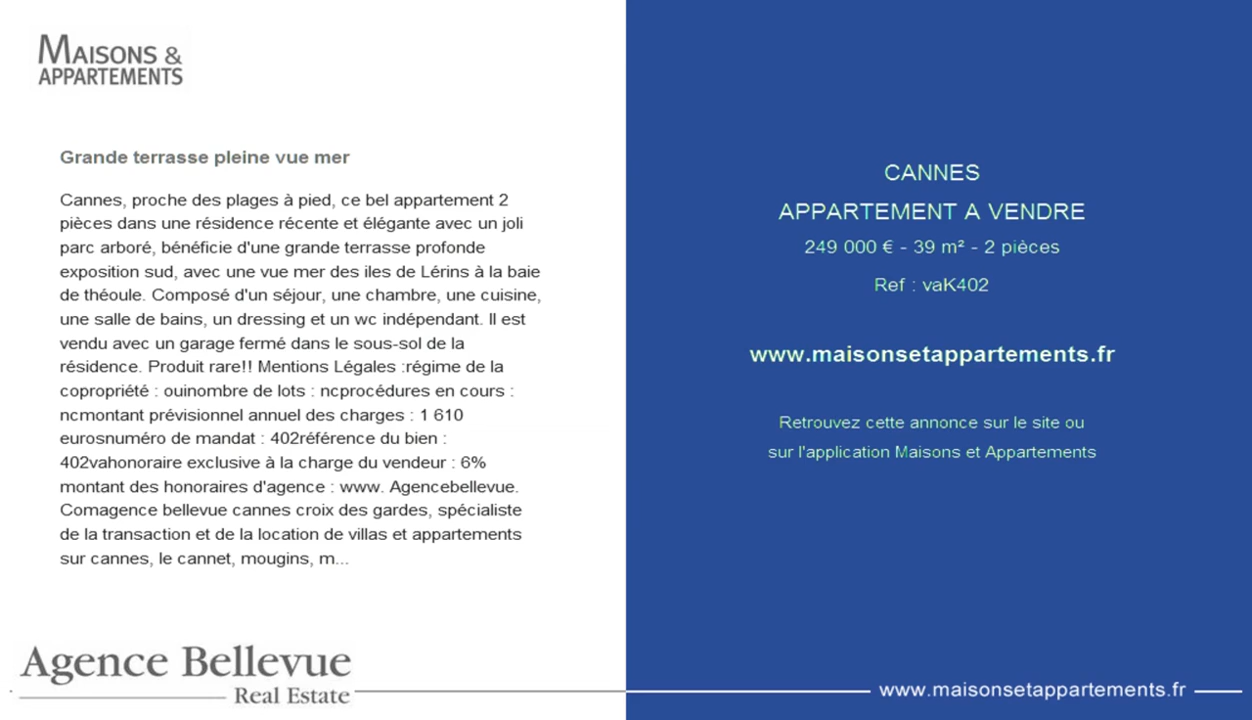 MAISONS &
APPARTEMENTS
Grande terrasse pleine vue mer
Cannes, proche des plages à pied, ce bel appartement 2
pièces dans une résidence récente et élégante avec un joli
parc arboré, bénéficie d'une grande terrasse profonde
exposition sud, avec une vue mer des iles de Lérins à la baie
de théoule. Composé d'un séjour, une chambre, une cuisine,
une salle de bains, un dressing et un wc indépendant. Il est
vendu avec un garage fermé dans le sous-sol de la
résidence. Produit rare!! Mentions Légales :régime de la
copropriété : ouinombre de lots : ncprocédures en cours :
ncmontant prévisionnel annuel des charges : 1 610
eurosnuméro de mandat : 402référence du bien :
402vahonoraire exclusive à la charge du vendeur : 6%
montant des honoraires d'agence : www. Agencebellevue.
Comagence bellevue cannes croix des gardes, spécialiste
de la transaction et de la location de villas et appartements
sur cannes, le cannet, mougins, m...
Agence Bellevue
Real Estate
CANNES
APPARTEMENT A VENDRE
249 000 € - 39 m² - 2 pièces
Ref : vaK402
www.maisonsetappartements.fr
Retrouvez cette annonce sur le site ou
sur l'application Maisons et Appartements
www.maisonsetappartements.fr